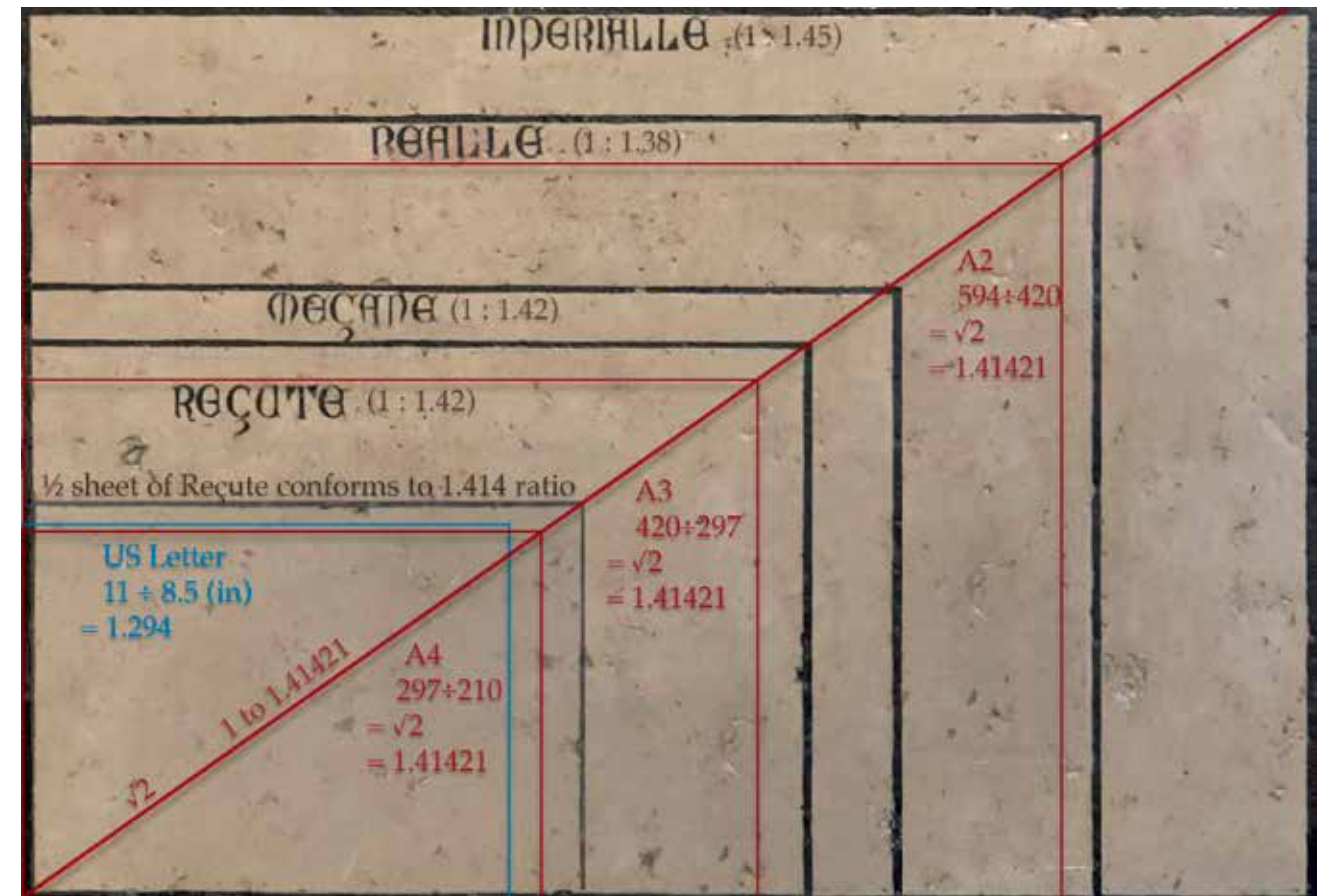 INPERIALLE (1 : 1.45)
REALLE (1 : 1.38)
MEÇANE (1 : 1.42)
REÇUTE (1 : 1.42)
½ sheet of Reçute conforms to 1.414 ratio
A2
594÷420
= √2
= 1.41421
A3
420÷297
= √2
= 1.41421
US Letter
11 ÷ 8.5 (in)
= 1.294
A4
297÷210
= √2
= 1.41421
1 to 1.41421
√2